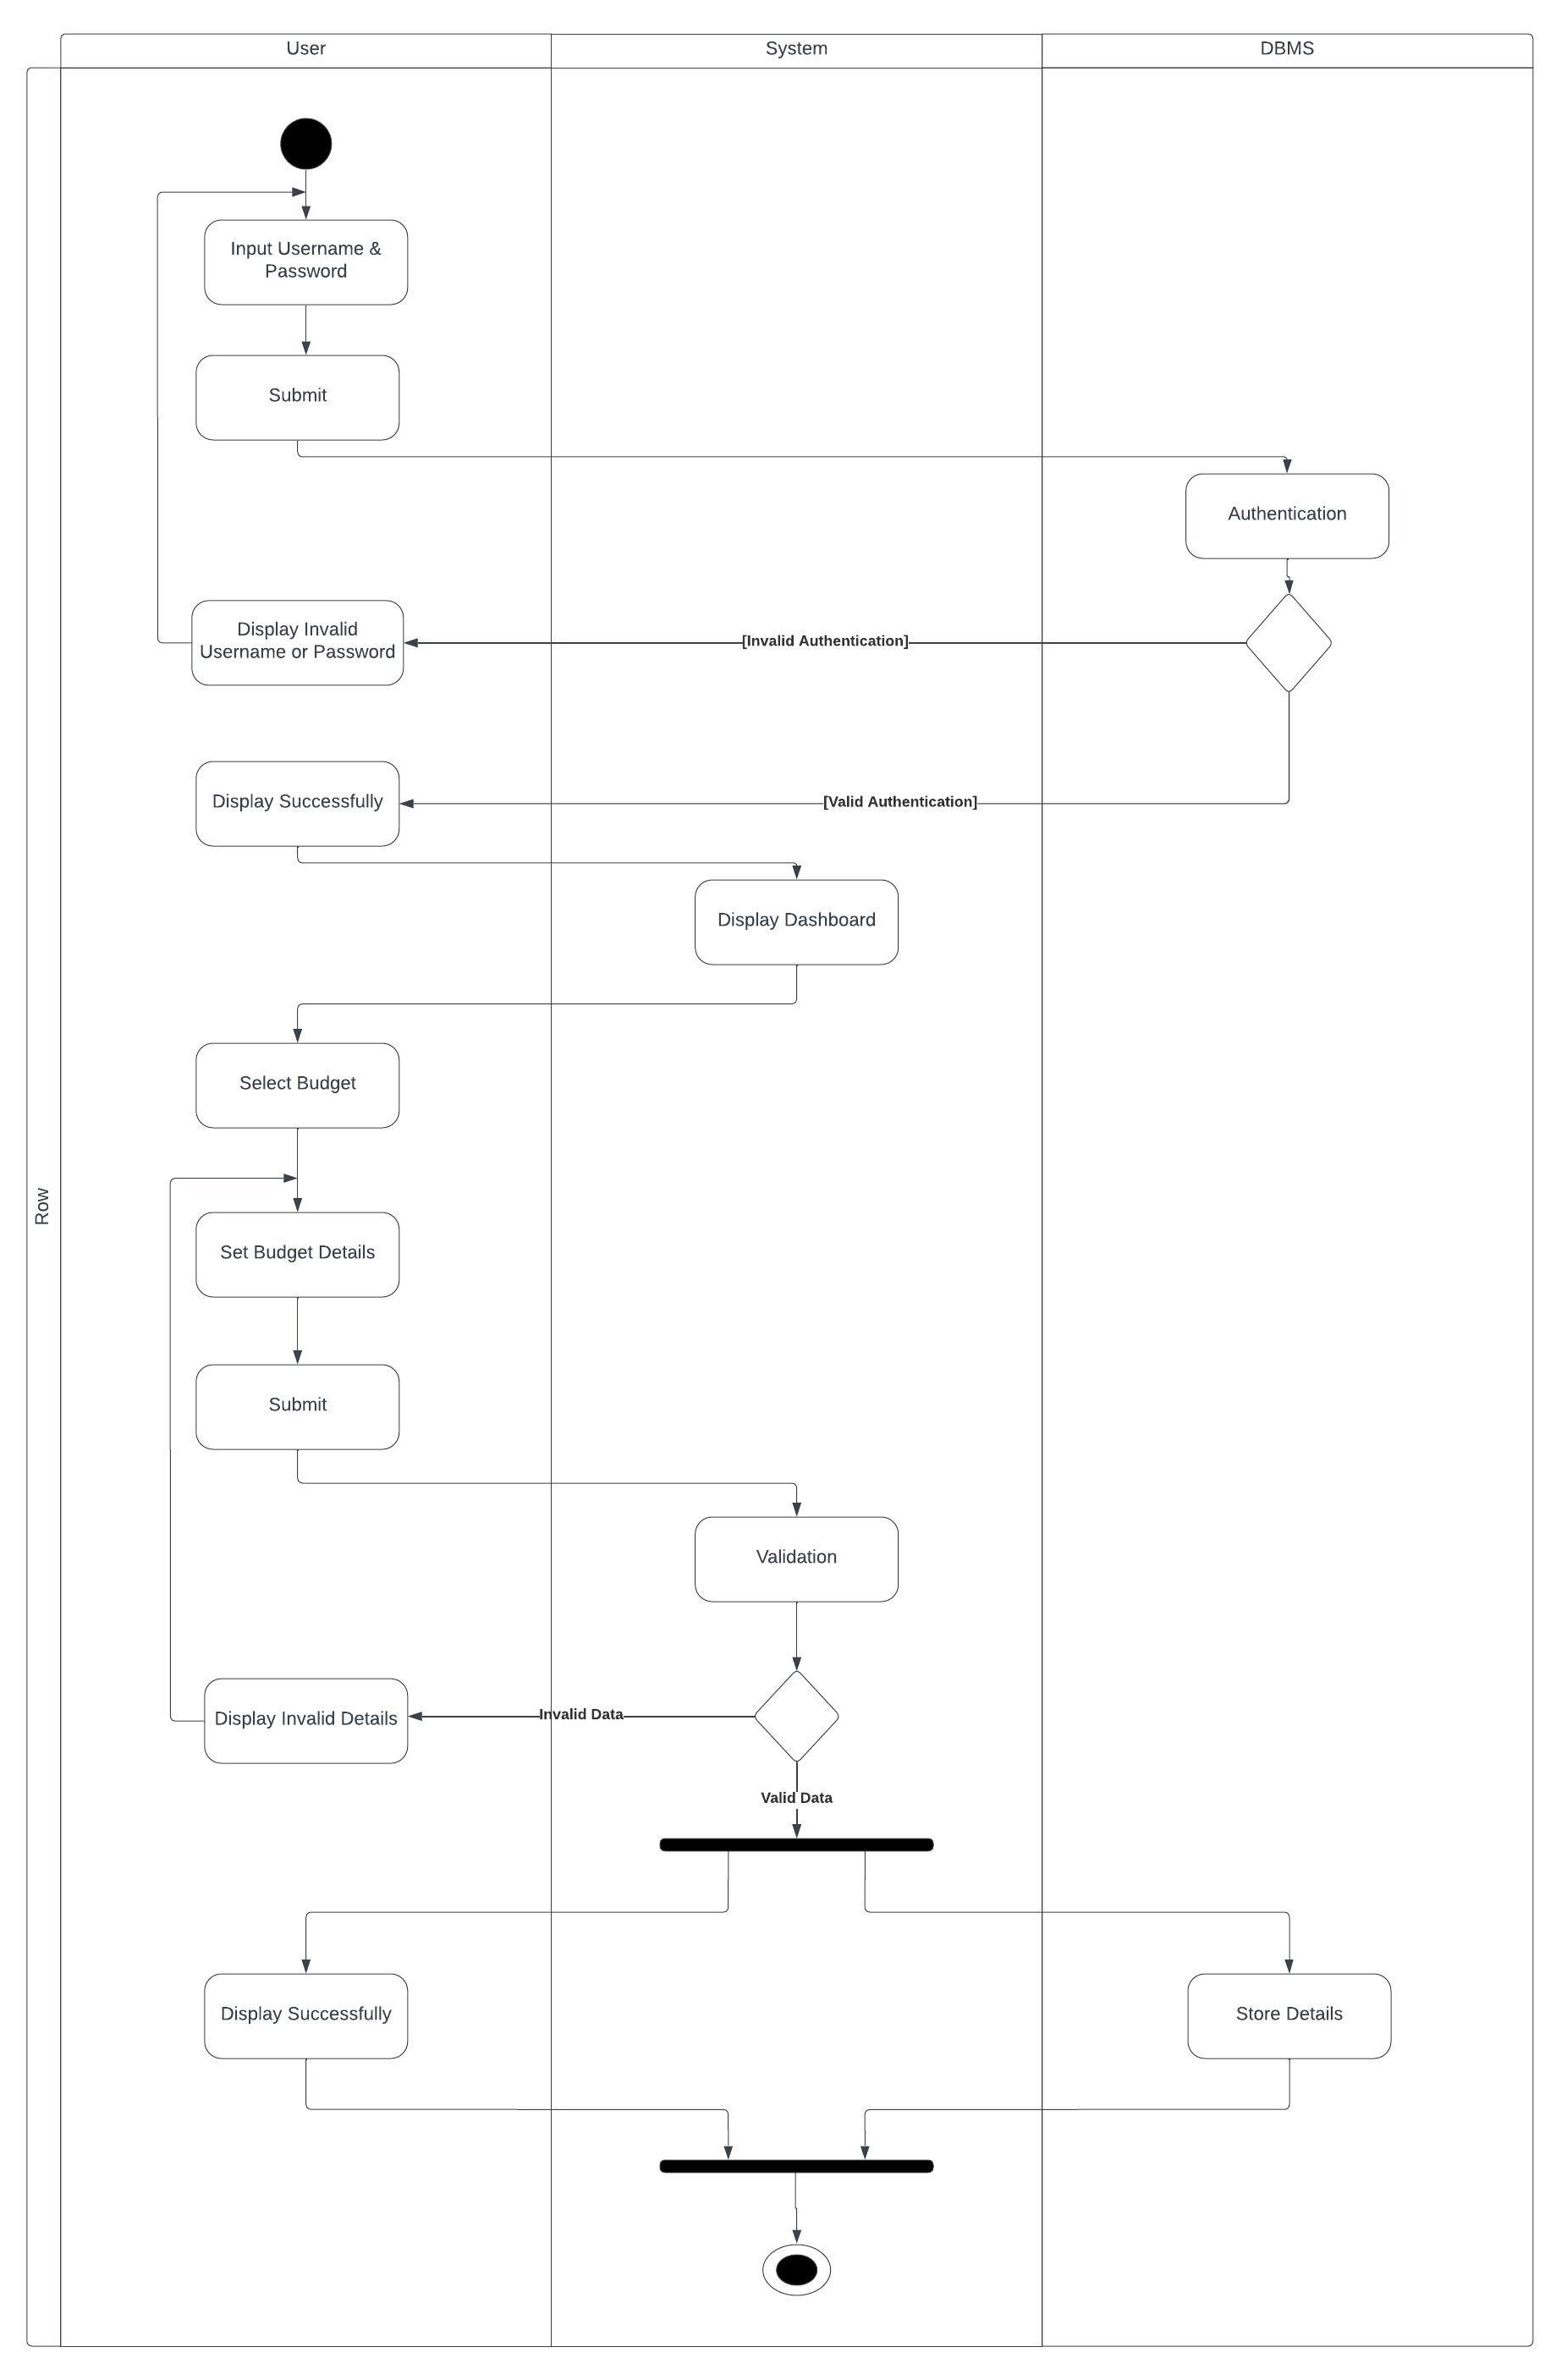 User
System
DBMS
Input Username &
Password
Submit
Authentication
Display Invalid
Username or Password
[Invalid Authentication]
Display Successfully
[Valid Authentication]
Display Dashboard
Select Budget
Row
Set Budget Details
Submit
Validation
Display Invalid Details
Invalid Data
Valid Data
Display Successfully
Store Details